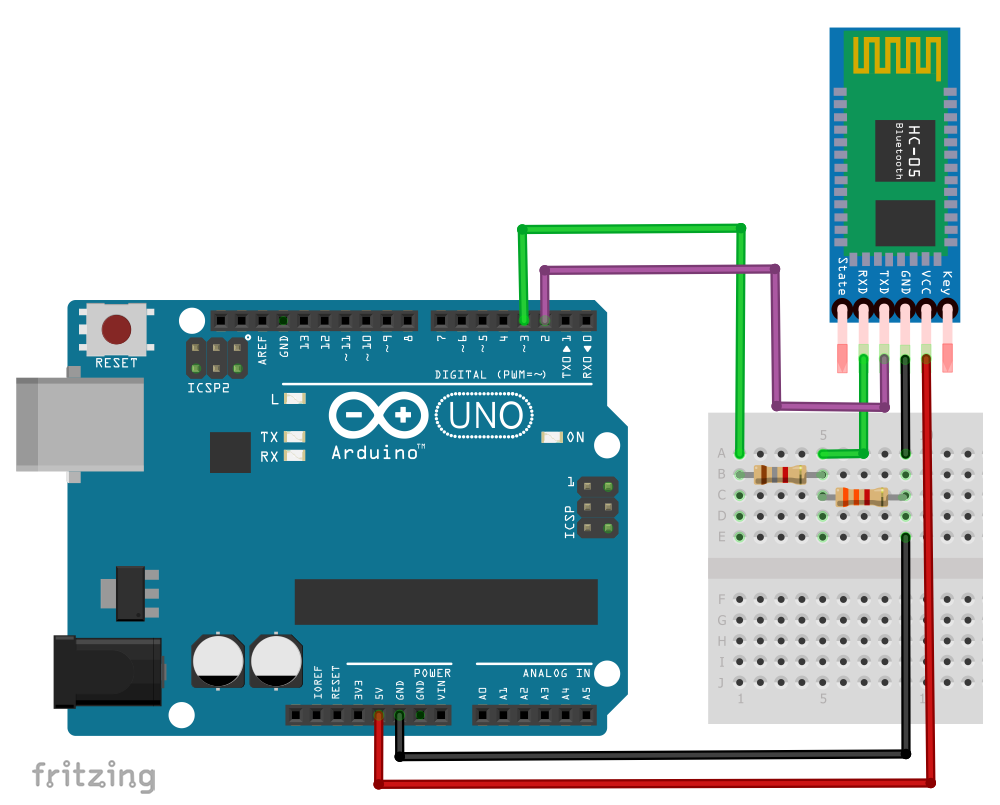 HC-05
Bluetooth
State
RXD
TXD
GND
VCC
Key
RESET
ICSP2
AREF
GND
13
12
~11
~10
~9
8
7
~6
~5
4
~3
2
TX0▶1
RX0◀0
DIGITAL (PWM=~)
L
TX
RX
Arduino™
UNO
ON
1
ICSP
5
A
B
C
D
E
F
G
H
I
J
1
5
1
IOREF
RESET
3V3
5V
GND
GND
VIN
POWER
ANALOG IN
A0
A1
A2
A3
A4
A5
fritzing